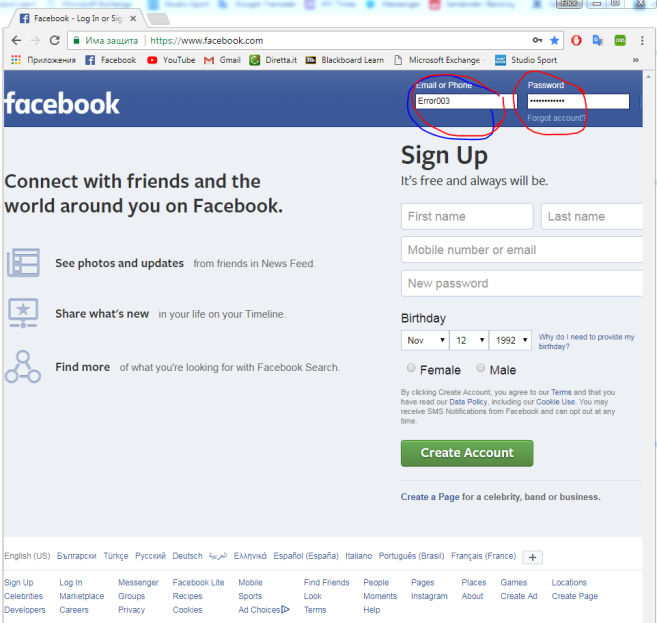 Facebook - Log In or Sig
Editor
Има защита | https://www.facebook.com
Приложения Facebook YouTube Gmail Diretta.it Blackboard Learn Microsoft Exchange - Studio Sport »
facebook
Email or Phone Password
Error003 ••••••••••••
Forgot account?
Connect with friends and the
world around you on Facebook.
See photos and updates from friends in News Feed.
Share what's new in your life on your Timeline.
Find more of what you're looking for with Facebook Search.
Sign Up
It's free and always will be.
First name Last name
Mobile number or email
New password
Birthday
Nov 12 1992 Why do I need to provide my
birthday?
Female Male
By clicking Create Account, you agree to our Terms and that you
have read our Data Policy, including our Cookie Use. You may
receive SMS Notifications from Facebook and can opt out at any
time.
Create Account
Create a Page for a celebrity, band or business.
English (US) Български Türkçe Русский Deutsch العربية Ελληνικά Español (España) Italiano Português (Brasil) Français (France) +
Sign Up Log In Messenger Facebook Lite Mobile Find Friends People Pages Places Games Locations
Celebrities Marketplace Groups Recipes Sports Look Moments Instagram About Create Ad Create Page
Developers Careers Privacy Cookies Ad Choices Terms Help